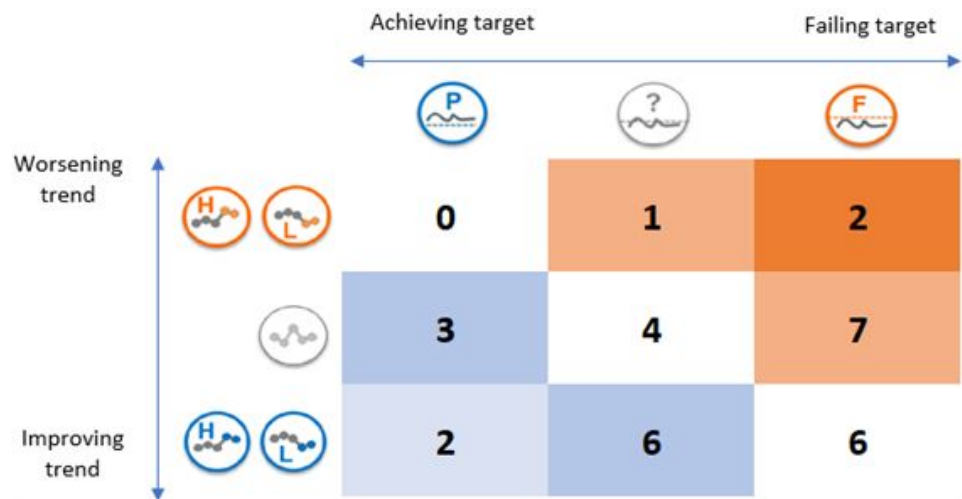 Achieving target
Failing target
P
?
F
Worsening
trend
H
L
0
1
2
3
4
7
Improving
trend
H
L
2
6
6